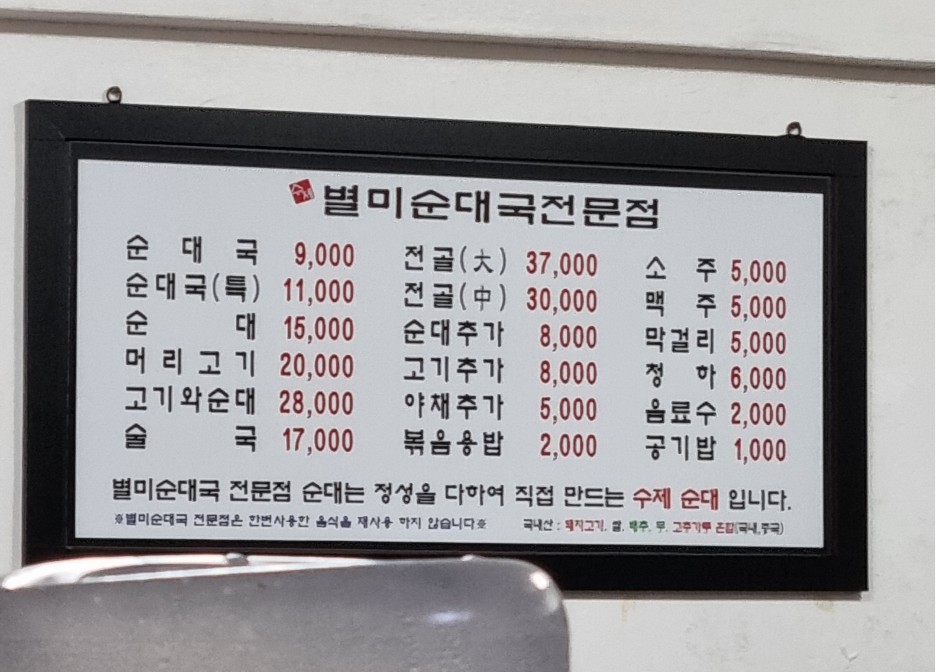 수제 별미순대국전문점
순대국 9,000 전골(大) 37,000 소주 5,000
순대국(특) 11,000 전골(中) 30,000 맥주 5,000
순대 15,000 순대추가 8,000 막걸리 5,000
머리고기 20,000 고기추가 8,000 청하 6,000
고기와순대 28,000 야채추가 5,000 음료수 2,000
술국 17,000 볶음용밥 2,000 공기밥 1,000
별미순대국 전문점 순대는 정성을 다하여 직접 만드는 수제 순대 입니다.
※별미순대국 전문점은 한번사용한 음식을 재사용 하지 않습니다※ 국내산 : 돼지고기, 쌀, 배추, 무, 고추가루 혼합(국내,중국)